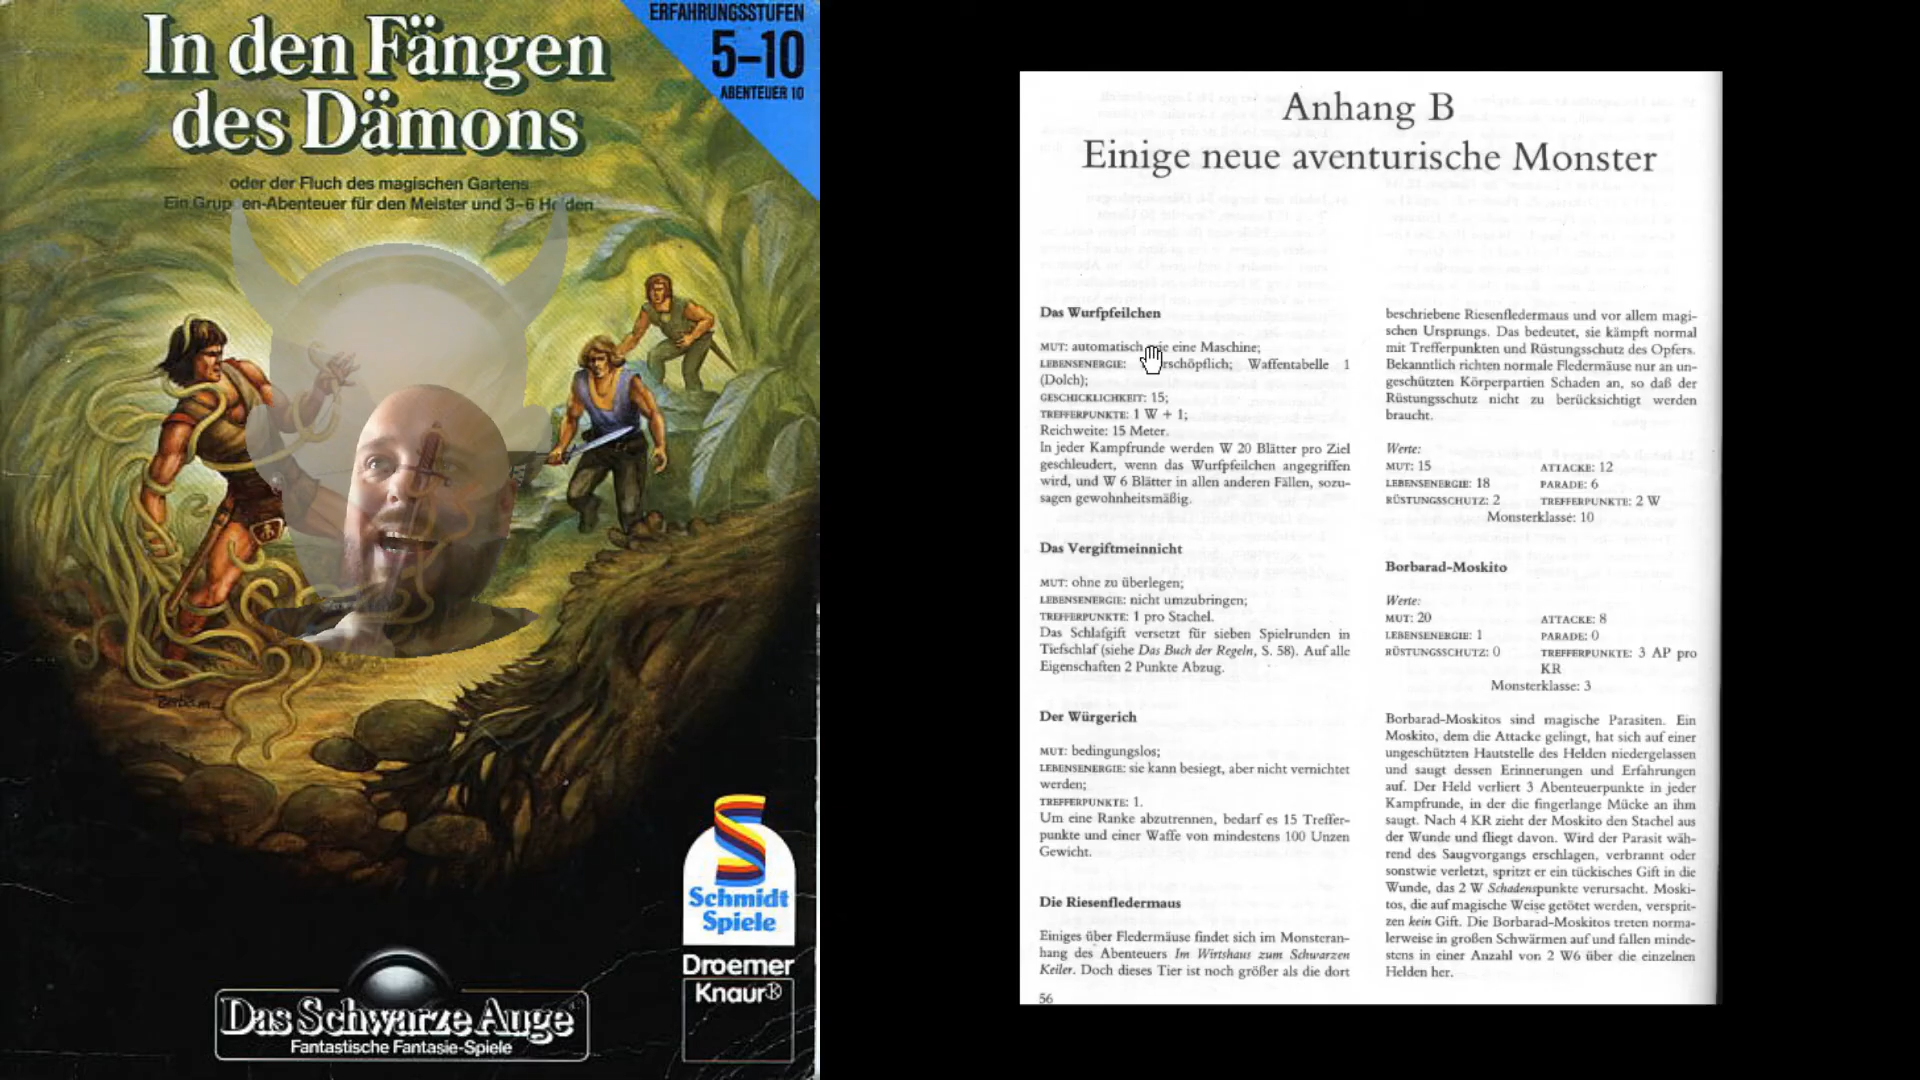 ERFAHRUNGSSTUFEN
5–10
ABENTEUER 10
In den Fängen
des Dämons
oder der Fluch des magischen Gartens
Ein Grup en-Abenteuer für den Meister und 3–6 He den
Schmidt
Spiele
Droemer
Knaur®
Das Schwarze Auge
Fantastische Fantasie-Spiele
Anhang B
Einige neue aventurische Monster
Das Wurfpfeilchen
MUT: automatisch wie eine Maschine;
LEBENSENERGIE: rschöpflich; Waffentabelle 1
(Dolch);
GESCHICKLICHKEIT: 15;
TREFFERPUNKTE: 1 W + 1;
Reichweite: 15 Meter.
In jeder Kampfrunde werden W 20 Blätter pro Ziel
geschleudert, wenn das Wurfpfeilchen angegriffen
wird, und W 6 Blätter in allen anderen Fällen, sozu-
sagen gewohnheitsmäßig.
Das Vergiftmeinnicht
MUT: ohne zu überlegen;
LEBENSENERGIE: nicht umzubringen;
TREFFERPUNKTE: 1 pro Stachel.
Das Schlafgift versetzt für sieben Spielrunden in
Tiefschlaf (siehe Das Buch der Regeln, S. 58). Auf alle
Eigenschaften 2 Punkte Abzug.
Der Würgerich
MUT: bedingungslos;
LEBENSENERGIE: sie kann besiegt, aber nicht vernichtet
werden;
TREFFERPUNKTE: 1.
Um eine Ranke abzutrennen, bedarf es 15 Treffer-
punkte und einer Waffe von mindestens 100 Unzen
Gewicht.
Die Riesenfledermaus
Einiges über Fledermäuse findet sich im Monsteran-
hang des Abenteuers Im Wirtshaus zum Schwarzen
Keiler. Doch dieses Tier ist noch größer als die dort
56
beschriebene Riesenfledermaus und vor allem magi-
schen Ursprungs. Das bedeutet, sie kämpft normal
mit Trefferpunkten und Rüstungsschutz des Opfers.
Bekanntlich richten normale Fledermäuse nur an un-
geschützten Körperpartien Schaden an, so daß der
Rüstungsschutz nicht zu berücksichtigt werden
braucht.
Werte:
MUT: 15 ATTACKE: 12
LEBENSENERGIE: 18 PARADE: 6
RÜSTUNGSSCHUTZ: 2 TREFFERPUNKTE: 2 W
Monsterklasse: 10
Borbarad-Moskito
Werte:
MUT: 20 ATTACKE: 8
LEBENSENERGIE: 1 PARADE: 0
RÜSTUNGSSCHUTZ: 0 TREFFERPUNKTE: 3 AP pro
KR
Monsterklasse: 3
Borbarad-Moskitos sind magische Parasiten. Ein
Moskito, dem die Attacke gelingt, hat sich auf einer
ungeschützten Hautstelle des Helden niedergelassen
und saugt dessen Erinnerungen und Erfahrungen
auf. Der Held verliert 3 Abenteuerpunkte in jeder
Kampfrunde, in der die fingerlange Mücke an ihm
saugt. Nach 4 KR zieht der Moskito den Stachel aus
der Wunde und fliegt davon. Wird der Parasit wäh-
rend des Saugvorgangs erschlagen, verbrannt oder
sonstwie verletzt, spritzt er ein tückisches Gift in die
Wunde, das 2 W Schadenspunkte verursacht. Moski-
tos, die auf magische Weise getötet werden, versprit-
zen kein Gift. Die Borbarad-Moskitos treten norma-
lerweise in großen Schwärmen auf und fallen minde-
stens in einer Anzahl von 2 W6 über die einzelnen
Helden her.